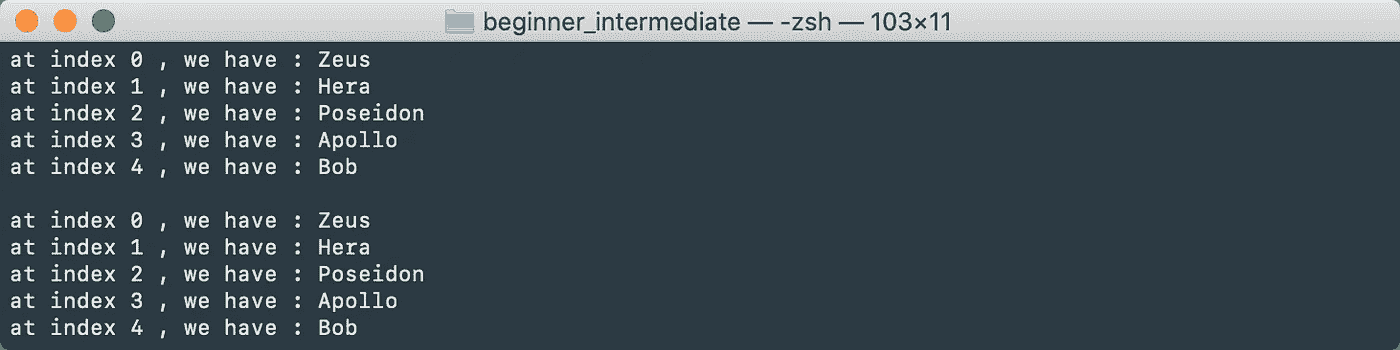 beginner_intermediate — -zsh — 103×11
at index 0 , we have : Zeus
at index 1 , we have : Hera
at index 2 , we have : Poseidon
at index 3 , we have : Apollo
at index 4 , we have : Bob
at index 0 , we have : Zeus
at index 1 , we have : Hera
at index 2 , we have : Poseidon
at index 3 , we have : Apollo
at index 4 , we have : Bob